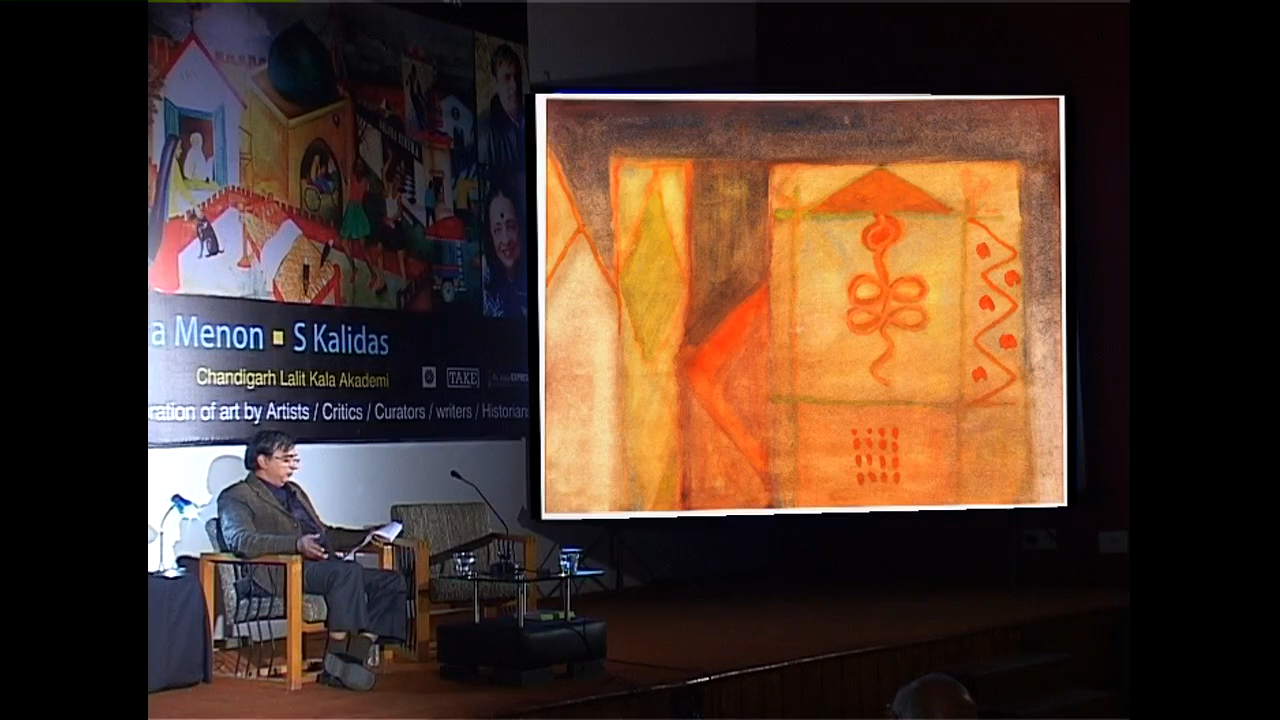 a Menon ▪ S Kalidas
Chandigarh Lalit Kala Akademi
TAKE
ration of art by Artists / Critics / Curators / writers / Historian